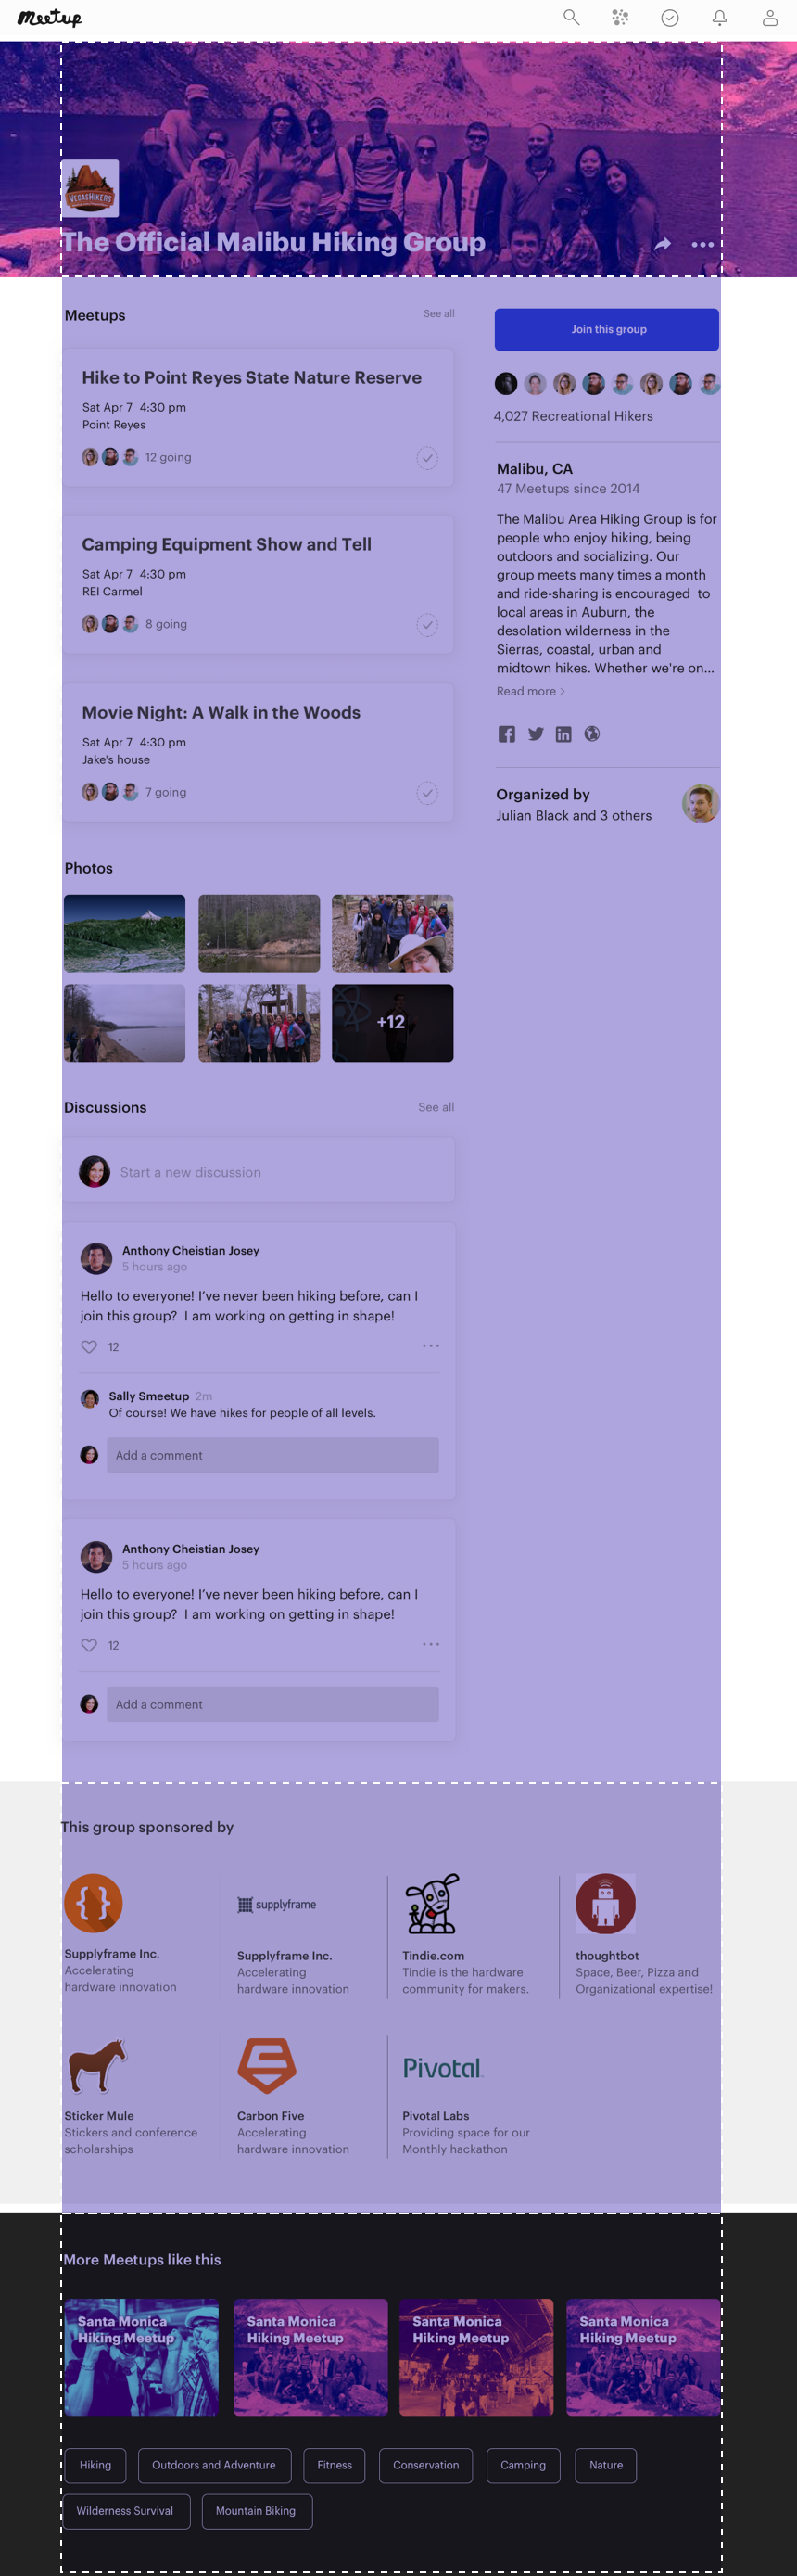 Meetup
VEGASHIKERS
The Official Malibu Hiking Group
Meetups
See all
Hike to Point Reyes State Nature Reserve
Sat Apr 7 4:30 pm
Point Reyes
12 going
Camping Equipment Show and Tell
Sat Apr 7 4:30 pm
REI Carmel
8 going
Movie Night: A Walk in the Woods
Sat Apr 7 4:30 pm
Jake's house
7 going
Photos
+12
Discussions
See all
Start a new discussion
Anthony Cheistian Josey
5 hours ago
Hello to everyone! I've never been hiking before, can I
join this group? I am working on getting in shape!
12
Sally Smeetup 2m
Of course! We have hikes for people of all levels.
Add a comment
Anthony Cheistian Josey
5 hours ago
Hello to everyone! I've never been hiking before, can I
join this group? I am working on getting in shape!
12
Add a comment
Join this group
4,027 Recreational Hikers
Malibu, CA
47 Meetups since 2014
The Malibu Area Hiking Group is for
people who enjoy hiking, being
outdoors and socializing. Our
group meets many times a month
and ride-sharing is encouraged to
local areas in Auburn, the
desolation wilderness in the
Sierras, coastal, urban and
midtown hikes. Whether we're on...
Read more >
Organized by
Julian Black and 3 others
This group sponsored by
Supplyframe Inc.
Accelerating
hardware innovation
supplyframe
Supplyframe Inc.
Accelerating
hardware innovation
Tindie.com
Tindie is the hardware
community for makers.
thoughtbot
Space, Beer, Pizza and
Organizational expertise!
Sticker Mule
Stickers and conference
scholarships
Carbon Five
Accelerating
hardware innovation
Pivotal
Pivotal Labs
Providing space for our
Monthly hackathon
More Meetups like this
Santa Monica
Hiking Meetup
Santa Monica
Hiking Meetup
Santa Monica
Hiking Meetup
Santa Monica
Hiking Meetup
Hiking
Outdoors and Adventure
Fitness
Conservation
Camping
Nature
Wilderness Survival
Mountain Biking